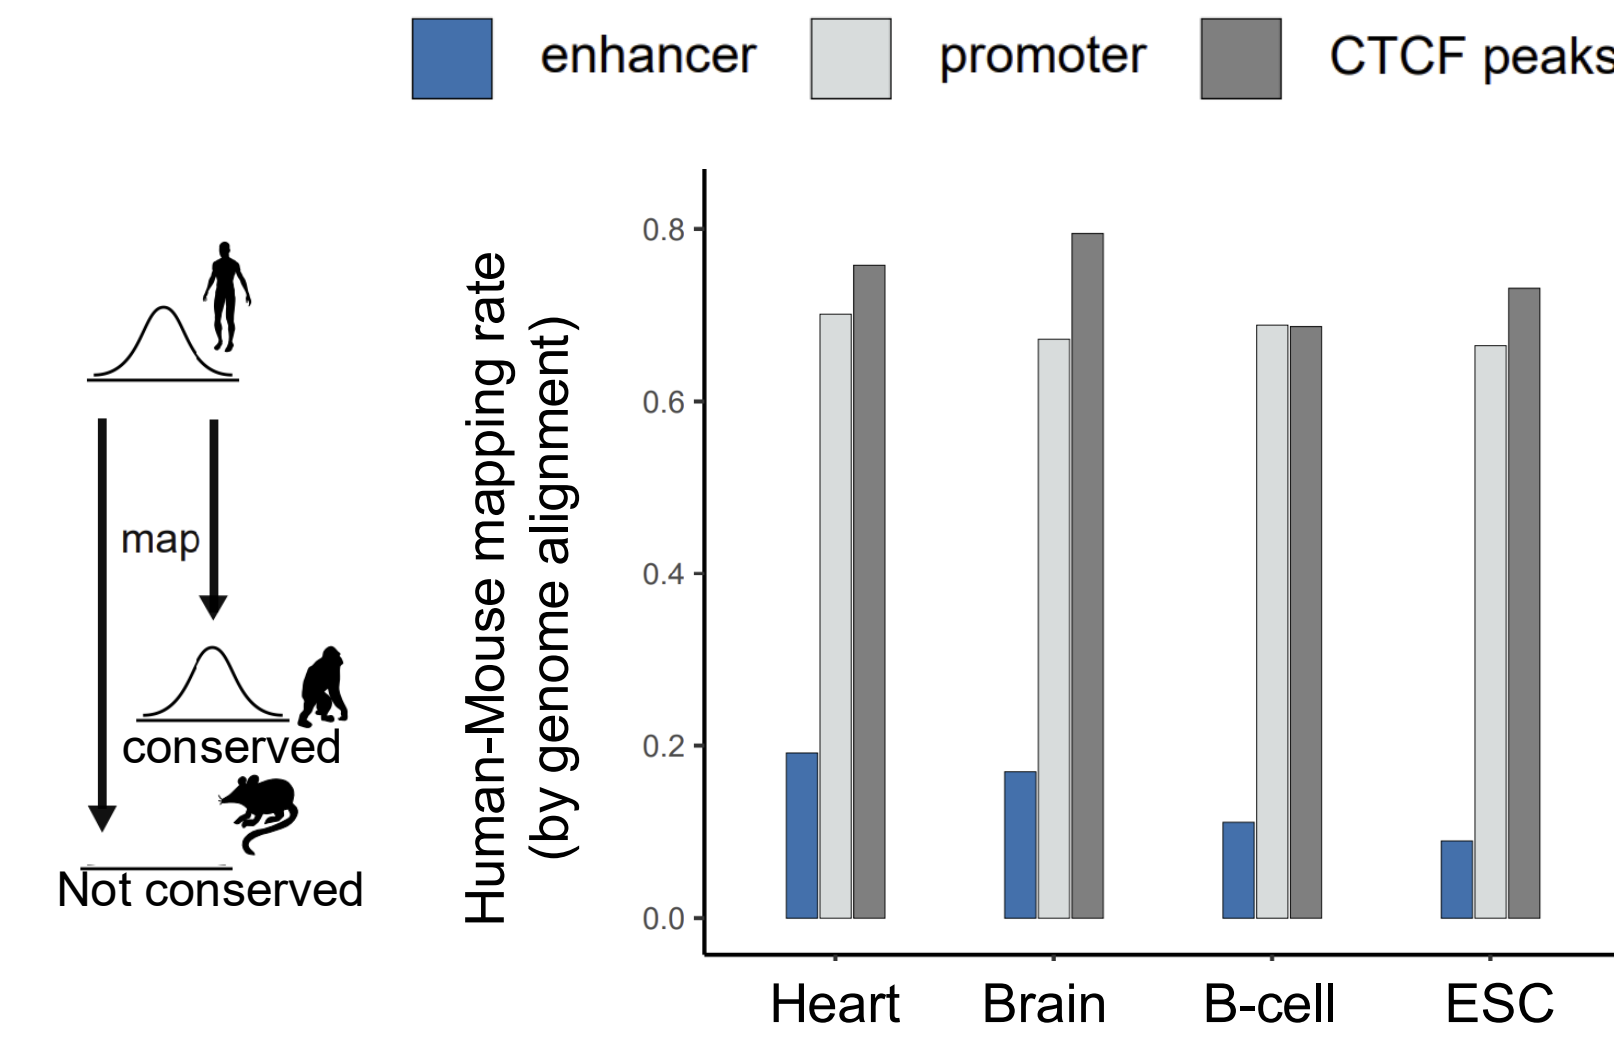 enhancer
promoter
CTCF peaks
map
conserved
Not conserved
Human-Mouse mapping rate
(by genome alignment)
0.8
0.6
0.4
0.2
0.0
Heart
Brain
B-cell
ESC